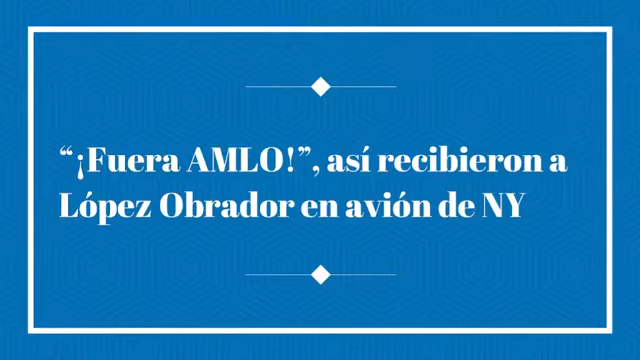 “¡Fuera AMLO!”, así recibieron a
López Obrador en avión de NY